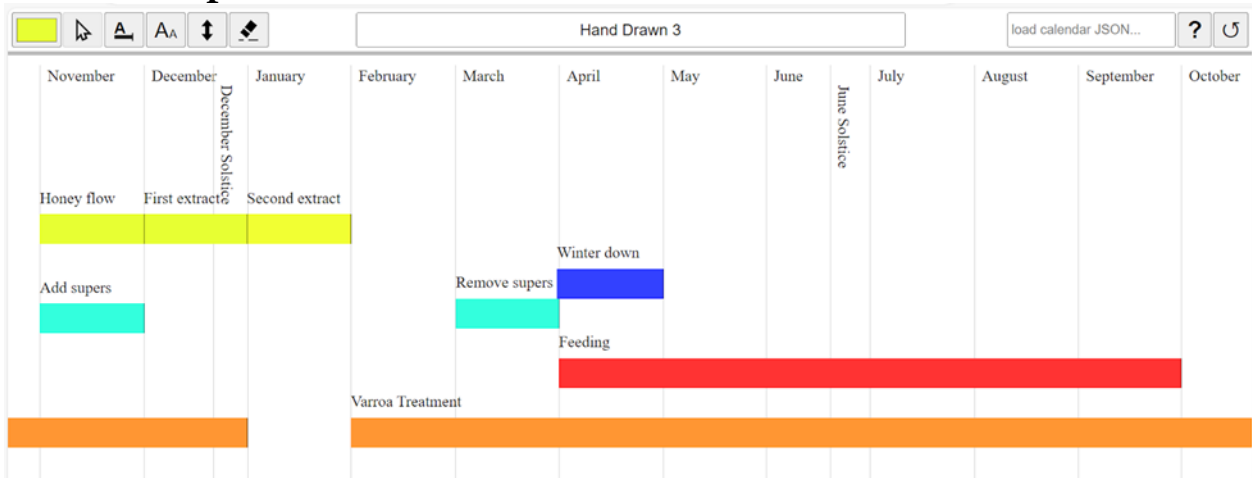 A AA Hand Drawn 3 load calendar JSON... ?
November December January February March April May June July August September October
December Solstice
June Solstice
Honey flow First extract Second extract
Winter down
Add supers Remove supers
Feeding
Varroa Treatment